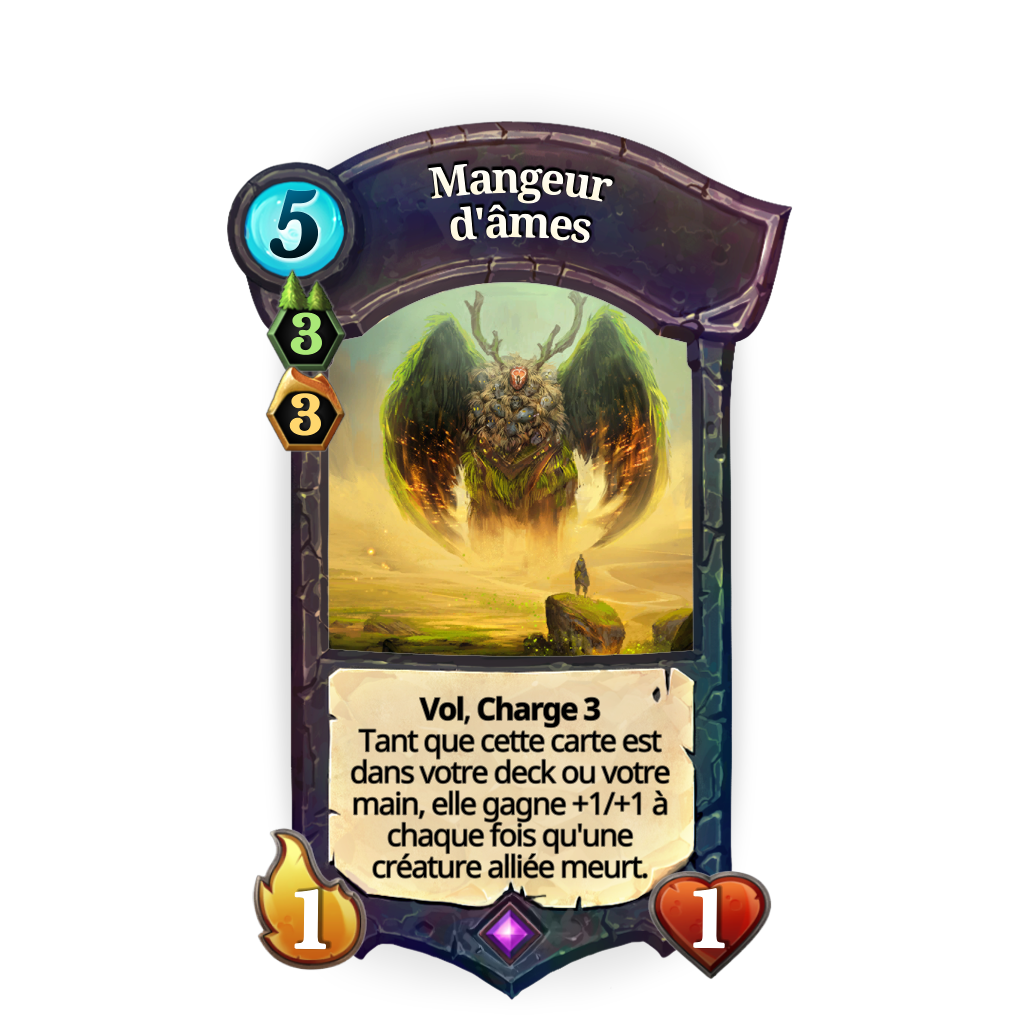 Mangeur
d'âmes
5
3
3
Vol, Charge 3
Tant que cette carte est
dans votre deck ou votre
main, elle gagne +1/+1 à
chaque fois qu'une
créature alliée meurt.
1
1